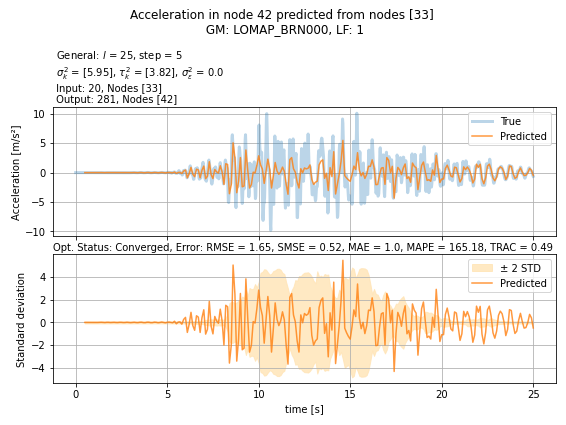 Acceleration in node 42 predicted from nodes [33]
GM: LOMAP_BRN000, LF: 1
General: l = 25, step = 5
σ²ₖ = [5.95], τ²ₖ = [3.82], σ²ₑ = 0.0
Input: 20, Nodes [33]
Output: 281, Nodes [42]
10
5
0
−5
−10
Acceleration [m/s²]
True
Predicted
Opt. Status: Converged, Error: RMSE = 1.65, SMSE = 0.52, MAE = 1.0, MAPE = 165.18, TRAC = 0.49
4
2
0
−2
−4
Standard deviation
± 2 STD
Predicted
0 5 10 15 20 25
time [s]